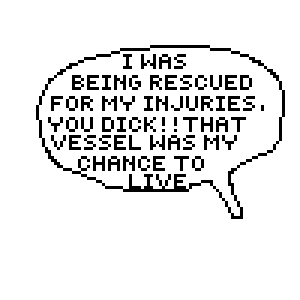 I WAS
BEING RESCUED
FOR MY INJURIES,
YOU DICK!! THAT
VESSEL WAS MY
CHANCE TO
LIVE